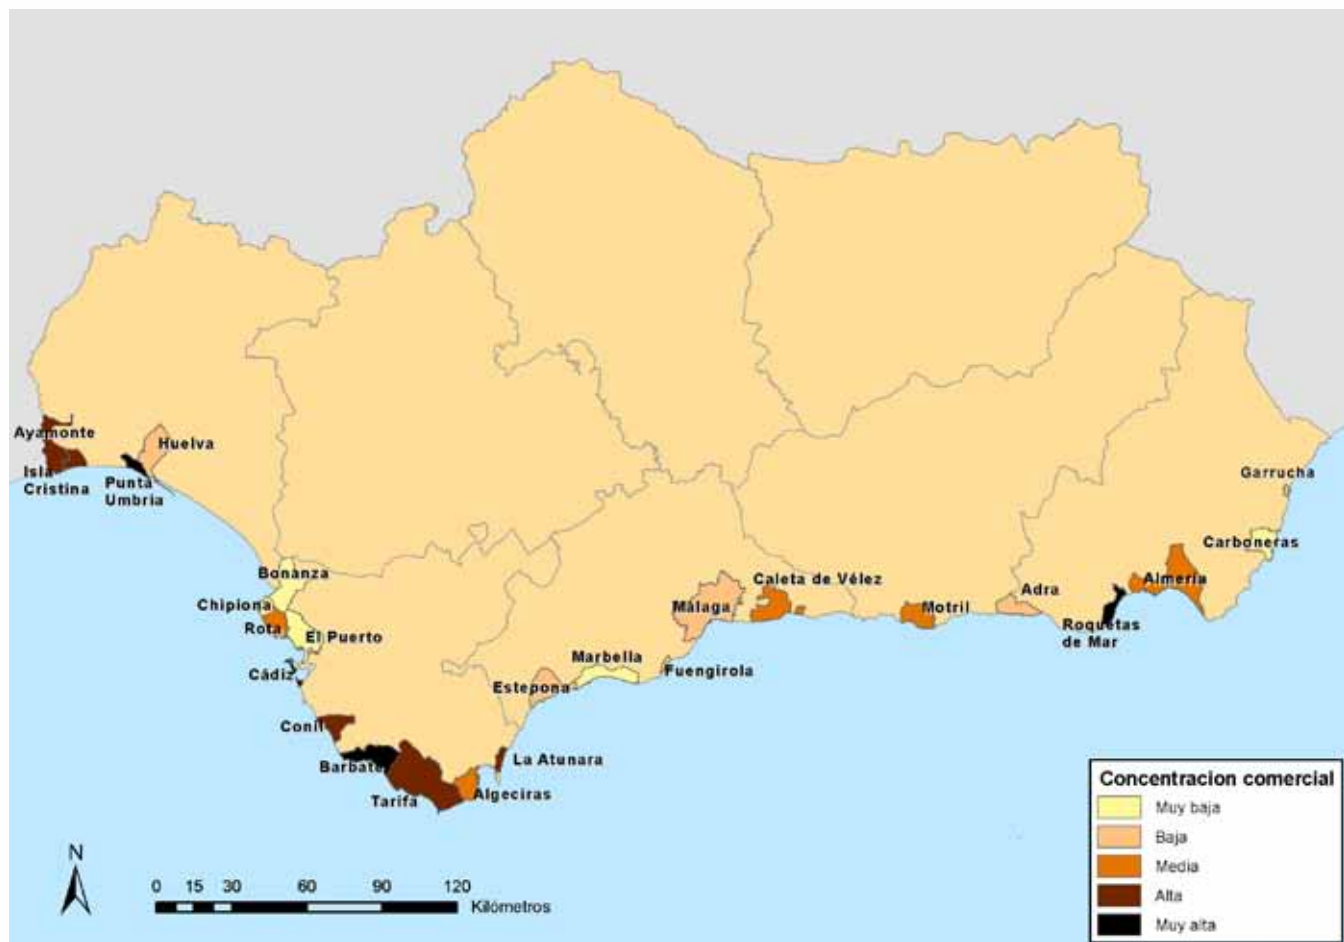 Ayamonte
Huelva
Isla
Cristina
Punta
Umbria
Garrucha
Carboneras
Bonanza
Chipiona
Rota
El Puerto
Cádiz
Caleta de Vélez
Málaga
Motril
Adra
Almería
Roquetas
de Mar
Marbella
Fuengirola
Estepona
Conil
Barbate
La Atunara
Tarifa
Algeciras
N
0 15 30 60 90 120
Kilómetros
Concentracion comercial
Muy baja
Baja
Media
Alta
Muy alta